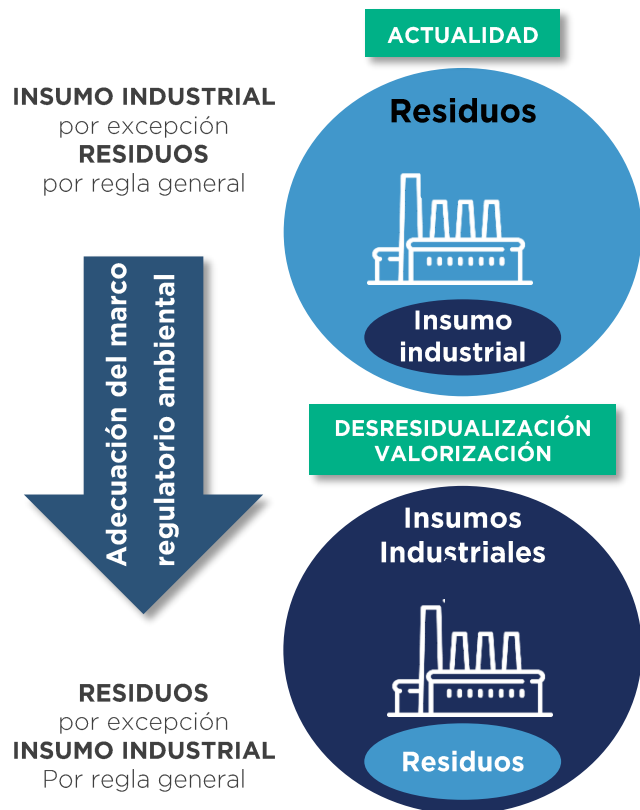 ACTUALIDAD
INSUMO INDUSTRIAL
por excepción
RESIDUOS
por regla general
Residuos
Insumo
industrial
Adecuación del marco
regulatorio ambiental
DESRESIDUALIZACIÓN
VALORIZACIÓN
Insumos
Industriales
RESIDUOS
por excepción
INSUMO INDUSTRIAL
Por regla general
Residuos